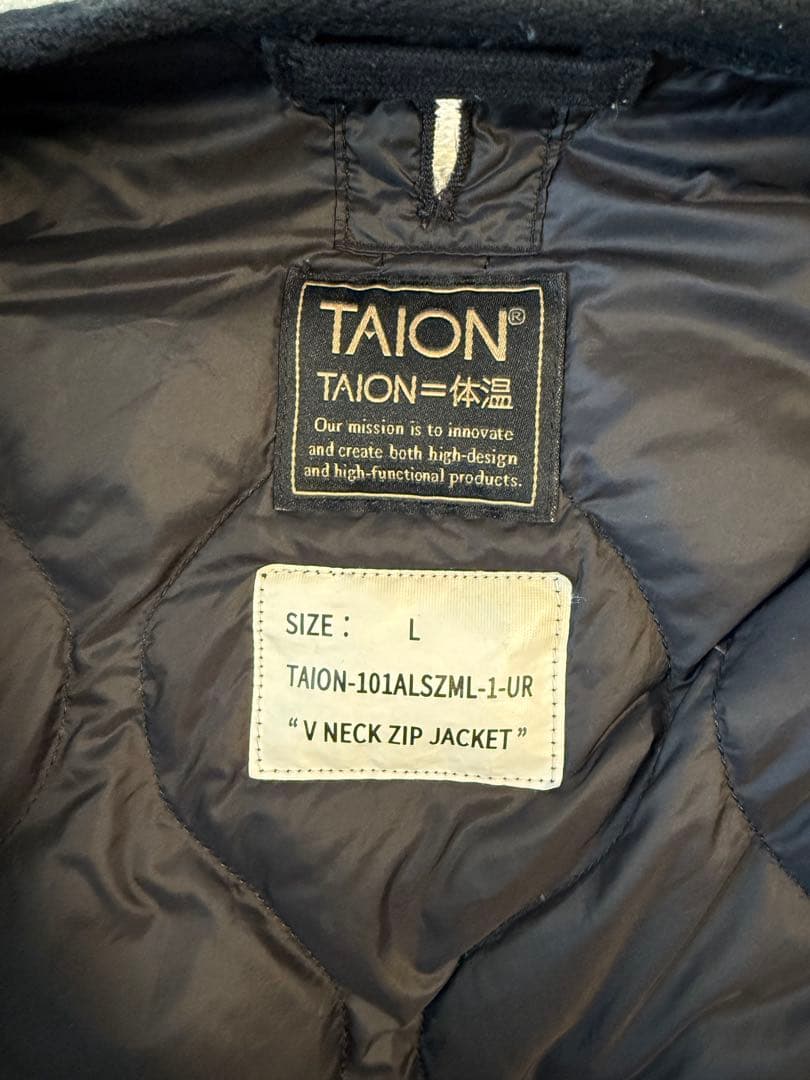 TAION®
TAION=体温
Our mission is to innovate
and create both high-design
and high-functional products.
SIZE： L
TAION-101ALSZML-1-UR
“V NECK ZIP JACKET”